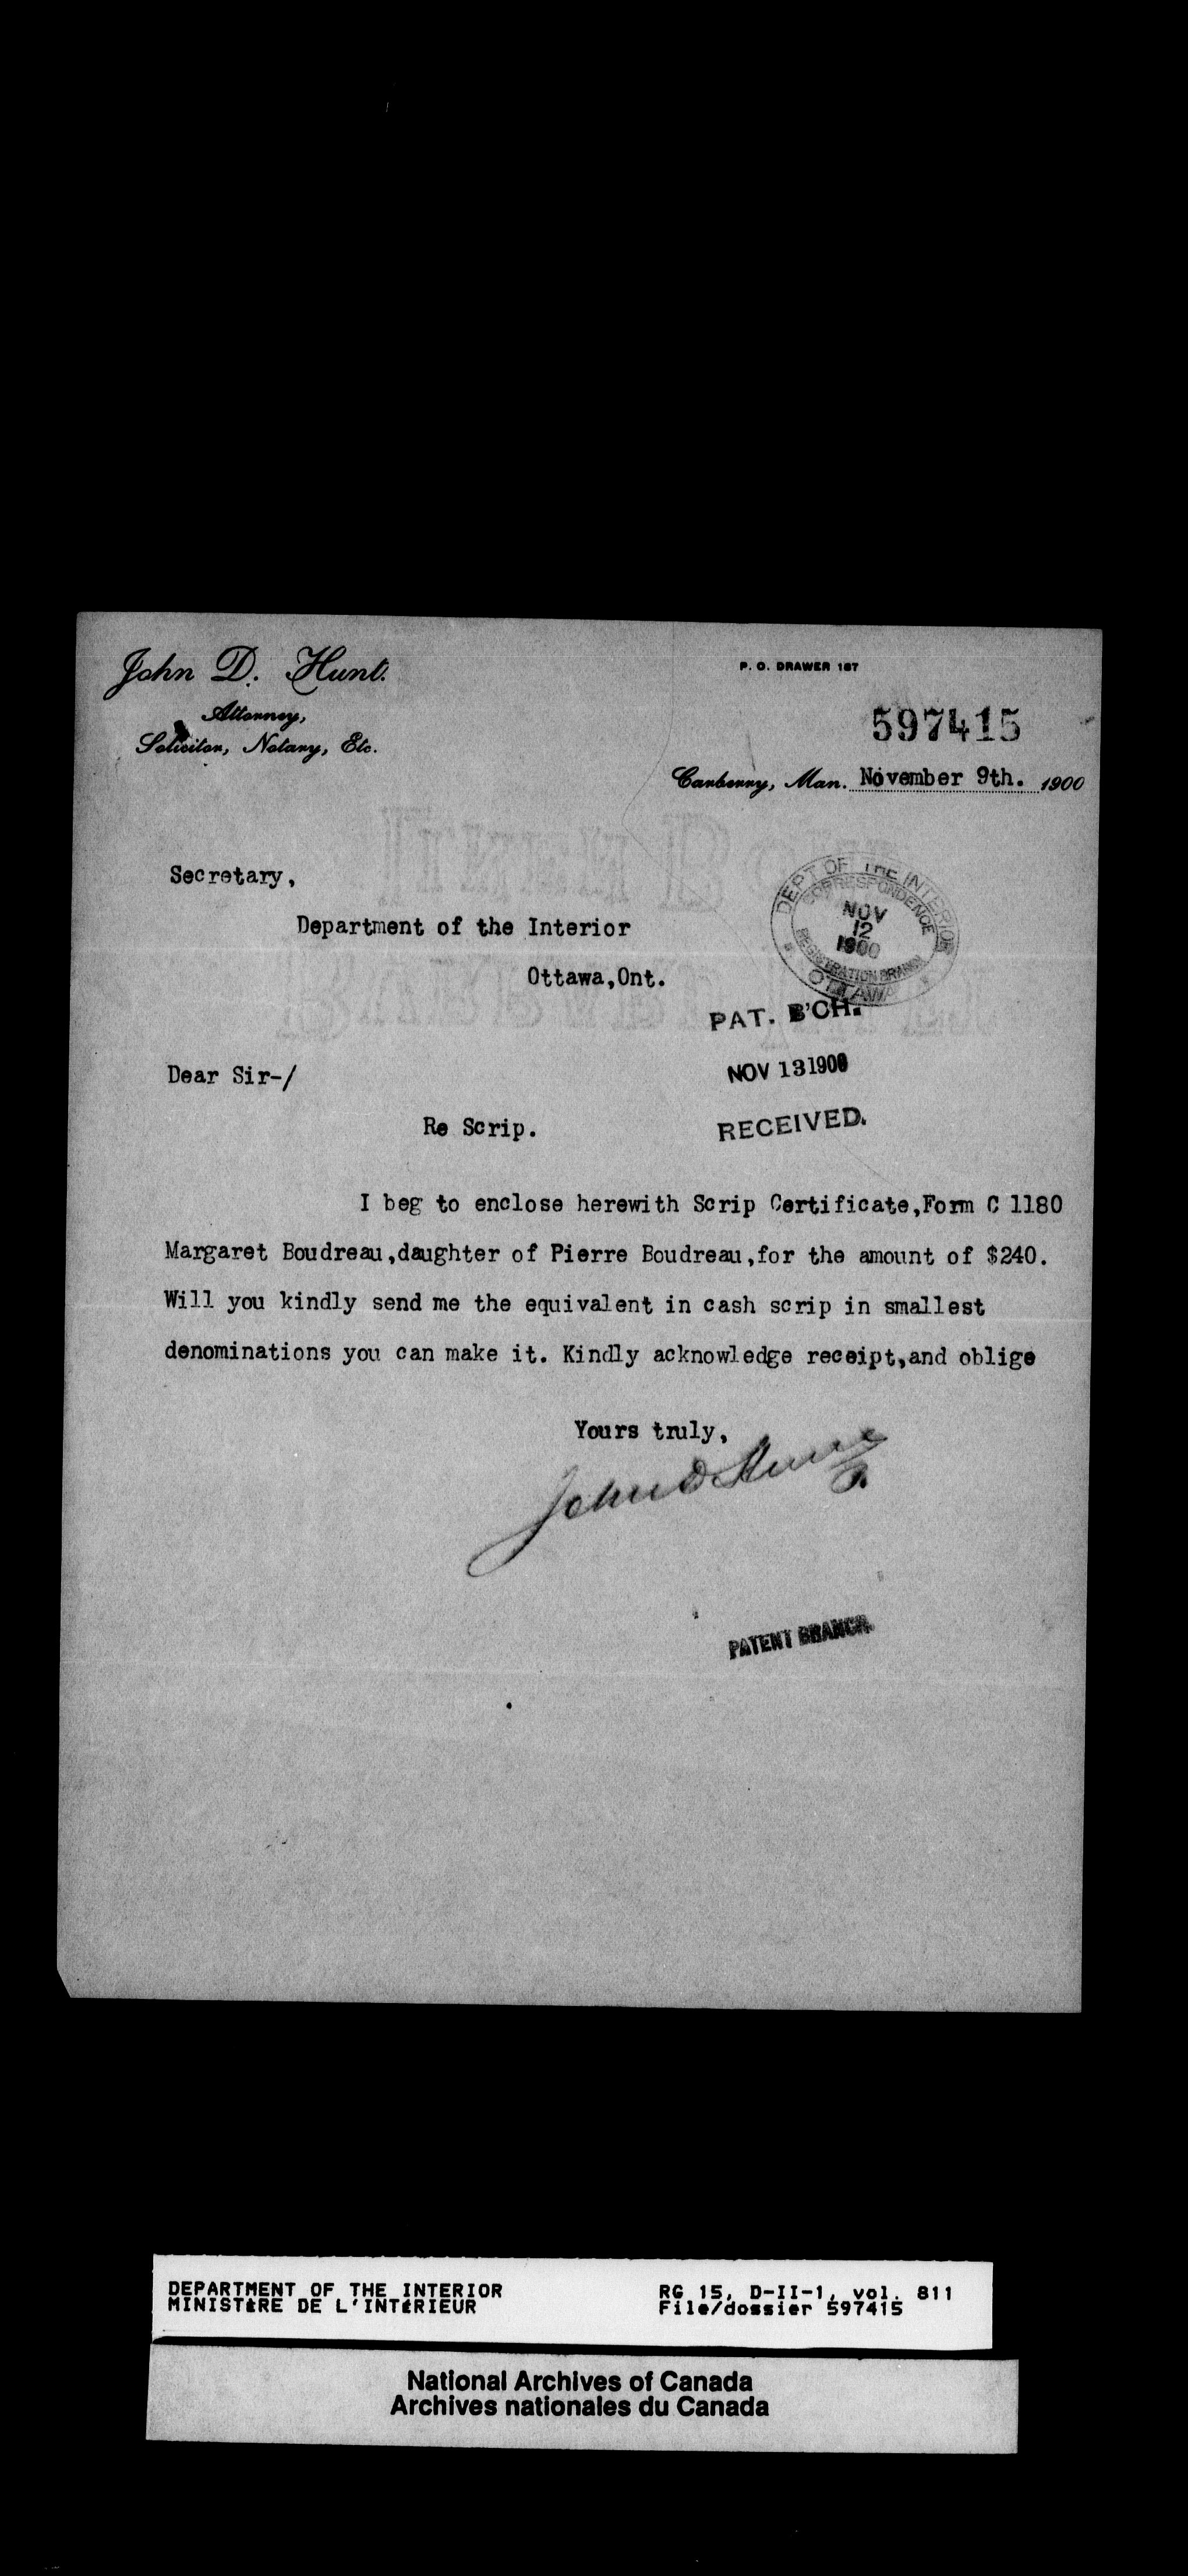 John D. Hunt.
Attorney,
Solicitor, Notary, Etc.
P. O. DRAWER 187
597415
Carberry, Man. November 9th. 1900
Secretary,
Department of the Interior
Ottawa,Ont.
DEPT OF THE INTERIOR
CORRESPONDENCE
NOV
12
1900
REGISTRATION BRANCH
OTTAWA
PAT. B'CH.
NOV 13 1900
RECEIVED.
Dear Sir-/
Re Scrip.
I beg to enclose herewith Scrip Certificate,Form C 1180
Margaret Boudreau,daughter of Pierre Boudreau,for the amount of $240.
Will you kindly send me the equivalent in cash scrip in smallest
denominations you can make it. Kindly acknowledge receipt,and oblige
Yours truly,
John D Hunt
PATENT BRANCH.
DEPARTMENT OF THE INTERIOR
MINISTÈRE DE L'INTÉRIEUR
RG 15, D-II-1, vol. 811
File/dossier 597415
National Archives of Canada
Archives nationales du Canada